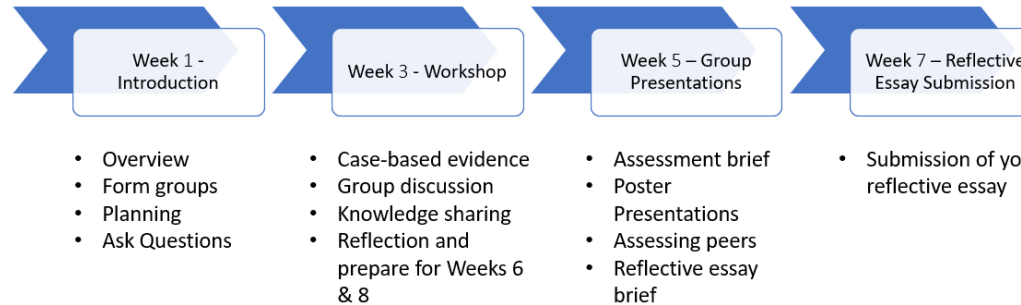 Week 1 -
Introduction
• Overview
• Form groups
• Planning
• Ask Questions
Week 3 - Workshop
• Case-based evidence
• Group discussion
• Knowledge sharing
• Reflection and
prepare for Weeks 6
& 8
Week 5 – Group
Presentations
• Assessment brief
• Poster
Presentations
• Assessing peers
• Reflective essay
brief
Week 7 – Reflective
Essay Submission
• Submission of yo
reflective essay